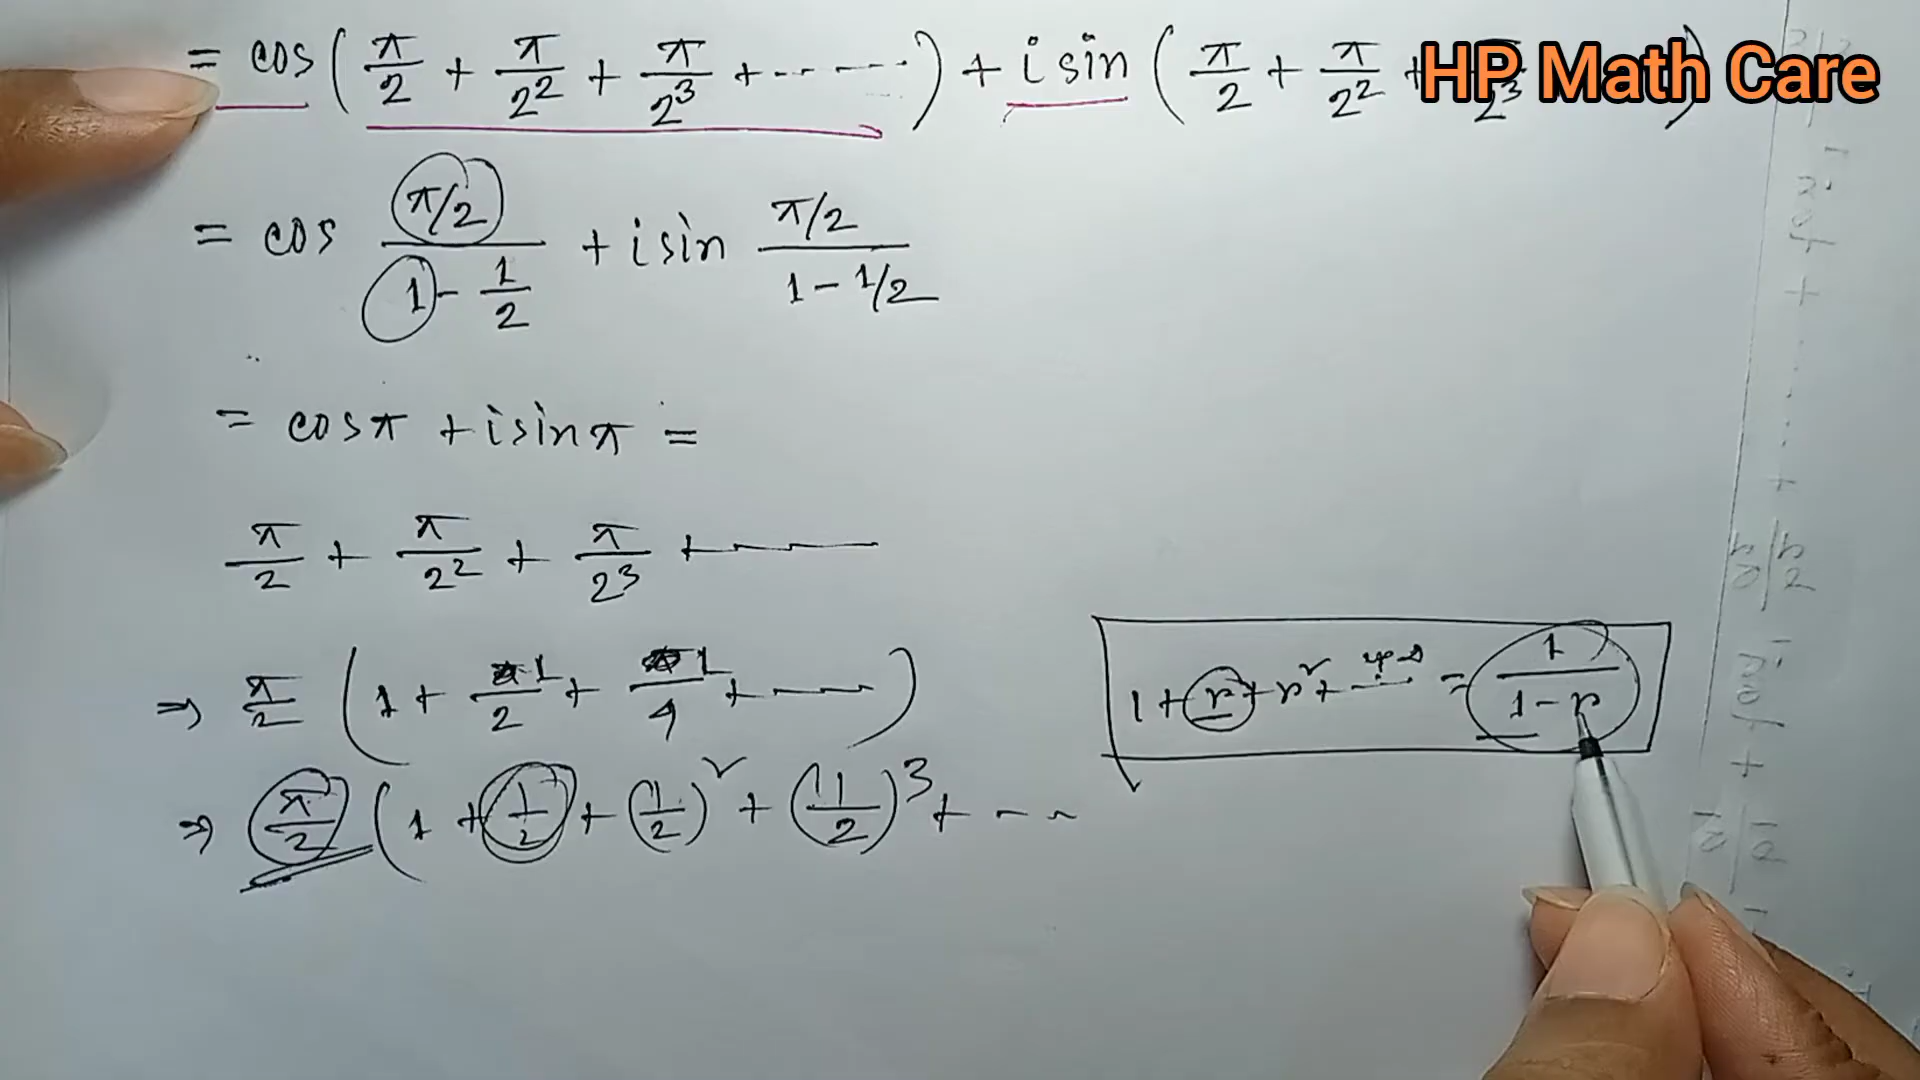 = cos ( π/2 + π/2² + π/2³ + ------ ) + i sin ( π/2 + π/2² +
HP Math Care
= cos (π/2)/(1 - 1/2) + i sin (π/2)/(1 - 1/2)
= cos π + i sin π =
π/2 + π/2² + π/2³ + ------
⇒ π/2 ( 1 + 1/2 + 1/4 + ------ )
1 + r + r² + ---- = 1/(1 - r)
⇒ π/2 ( 1 + 1/2 + (1/2)² + (1/2)³ + ----